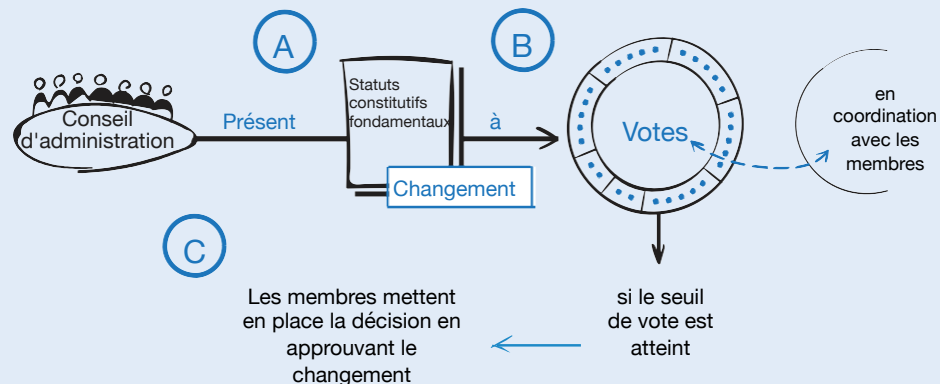 A
B
Conseil
d'administration
Présent
Statuts
constitutifs
fondamentaux
Changement
à
Votes
en
coordination
avec les
membres
C
Les membres mettent
en place la décision en
approuvant le
changement
si le seuil
de vote est
atteint